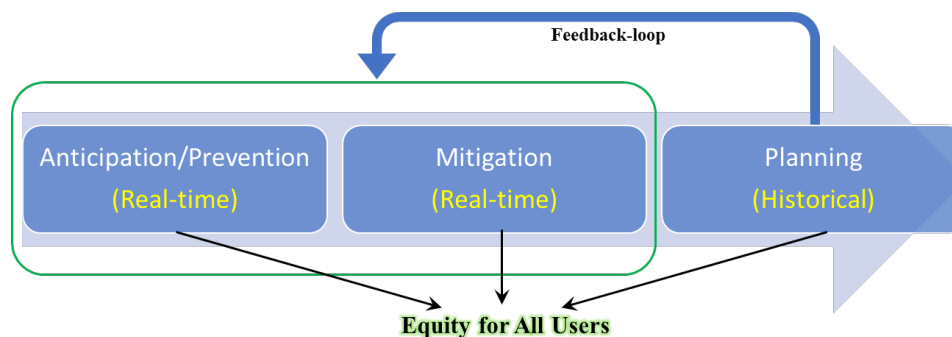 Feedback-loop
Anticipation/Prevention
(Real-time)
Mitigation
(Real-time)
Planning
(Historical)
Equity for All Users